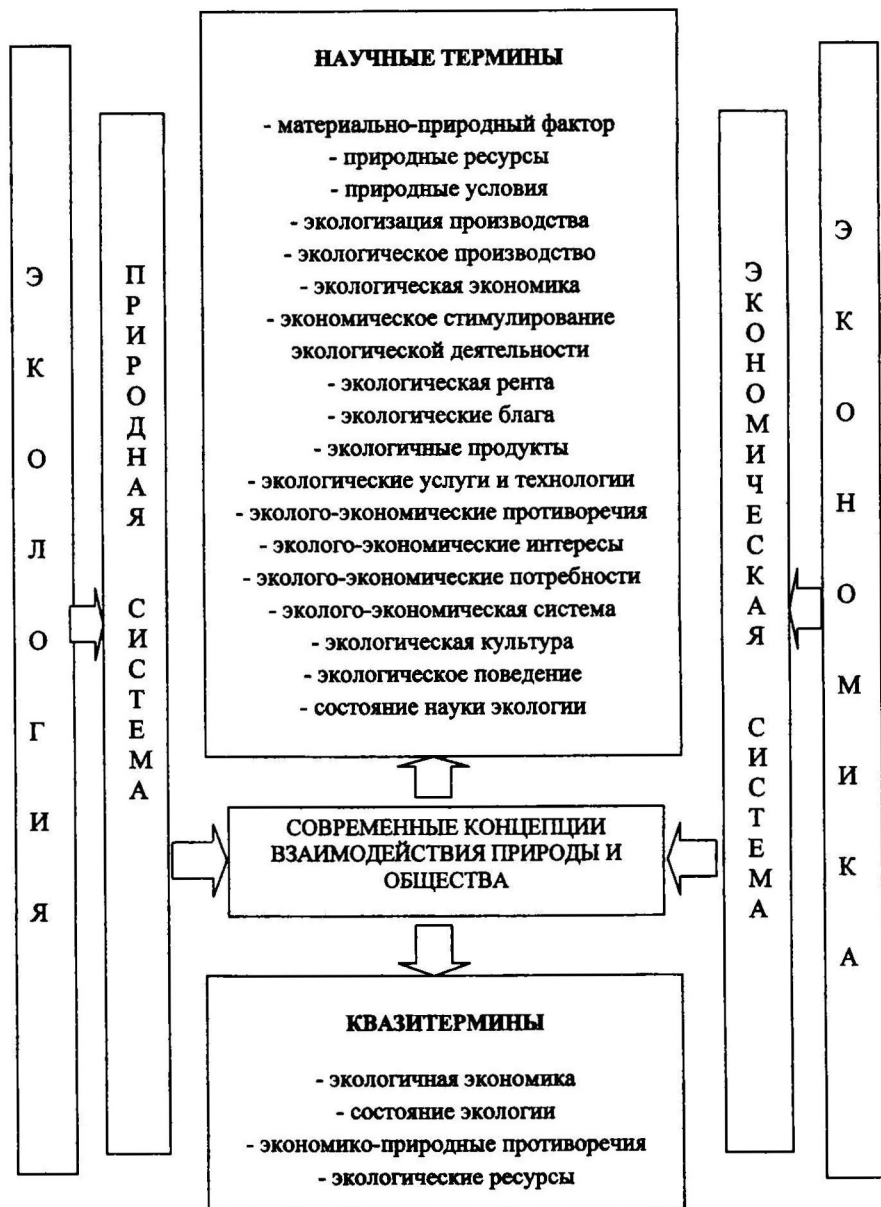 ЭКОЛОГИЯ
ПРИРОДНАЯ СИСТЕМА
НАУЧНЫЕ ТЕРМИНЫ
- материально-природный фактор
- природные ресурсы
- природные условия
- экологизация производства
- экологическое производство
- экологическая экономика
- экономическое стимулирование
экологической деятельности
- экологическая рента
- экологические блага
- экологичные продукты
- экологические услуги и технологии
- эколого-экономические противоречия
- эколого-экономические интересы
- эколого-экономические потребности
- эколого-экономическая система
- экологическая культура
- экологическое поведение
- состояние науки экологии
СОВРЕМЕННЫЕ КОНЦЕПЦИИ
ВЗАИМОДЕЙСТВИЯ ПРИРОДЫ И
ОБЩЕСТВА
КВАЗИТЕРМИНЫ
- экологичная экономика
- состояние экологии
- экономико-природные противоречия
- экологические ресурсы
ЭКОНОМИЧЕСКАЯ СИСТЕМА
ЭКОНОМИКА